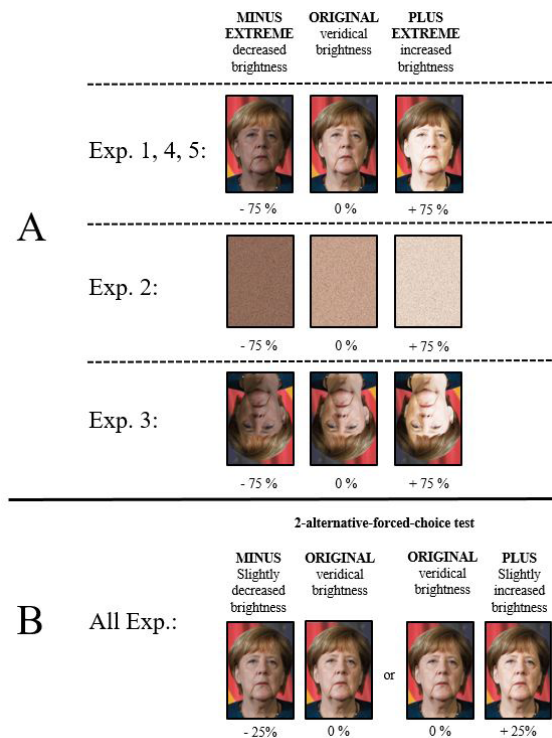 MINUS ORIGINAL PLUS
EXTREME veridical EXTREME
decreased brightness increased
brightness brightness
Exp. 1, 4, 5:
- 75 % 0 % + 75 %
A
Exp. 2:
- 75 % 0 % + 75 %
Exp. 3:
- 75 % 0 % + 75 %
2-alternative-forced-choice test
MINUS ORIGINAL ORIGINAL PLUS
Slightly veridical veridical Slightly
decreased brightness brightness increased
brightness brightness
B
All Exp.:
or
- 25% 0 % 0 % + 25%